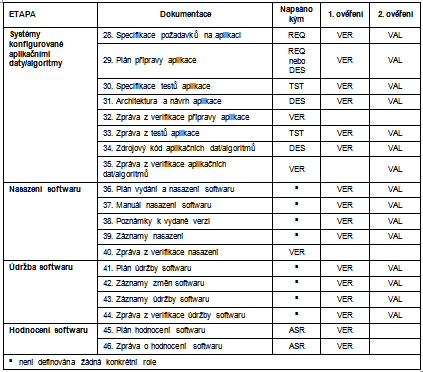 ETAPA Dokumentace Napsáno kým 1. ověření 2. ověření
Systémy konfigurované aplikačními daty/algoritmy 28. Specifikace požadavků na aplikaci REQ VER VAL
29. Plán přípravy aplikace REQ nebo DES VER VAL
30. Specifikace testů aplikace TST VER VAL
31. Architektura a návrh aplikace DES VER VAL
32. Zpráva z verifikace přípravy aplikace VER VAL
33. Zpráva z testů aplikace TST VER VAL
34. Zdrojový kód aplikačních dat/algoritmů DES VER VAL
35. Zpráva z verifikace aplikačních dat/algoritmů VER VAL
Nasazení softwaru 36. Plán vydání a nasazení softwaru ▪ VER VAL
37. Manuál nasazení softwaru ▪ VER VAL
38. Poznámky k vydané verzi ▪ VER VAL
39. Záznamy nasazení ▪ VER VAL
40. Zpráva z verifikace nasazení VER
Údržba softwaru 41. Plán údržby softwaru ▪ VER VAL
42. Záznamy změn softwaru ▪ VER VAL
43. Záznamy údržby softwaru ▪ VER VAL
44. Zpráva z verifikace údržby softwaru ▪ VER VAL
Hodnocení softwaru 45. Plán hodnocení softwaru ASR VER
46. Zpráva o hodnocení softwaru ASR VER
▪ není definována žádná konkrétní role